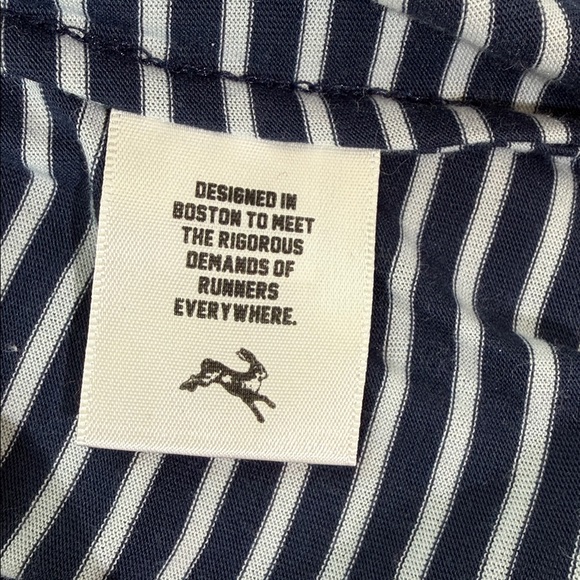 DESIGNED IN
BOSTON TO MEET
THE RIGOROUS
DEMANDS OF
RUNNERS
EVERYWHERE.